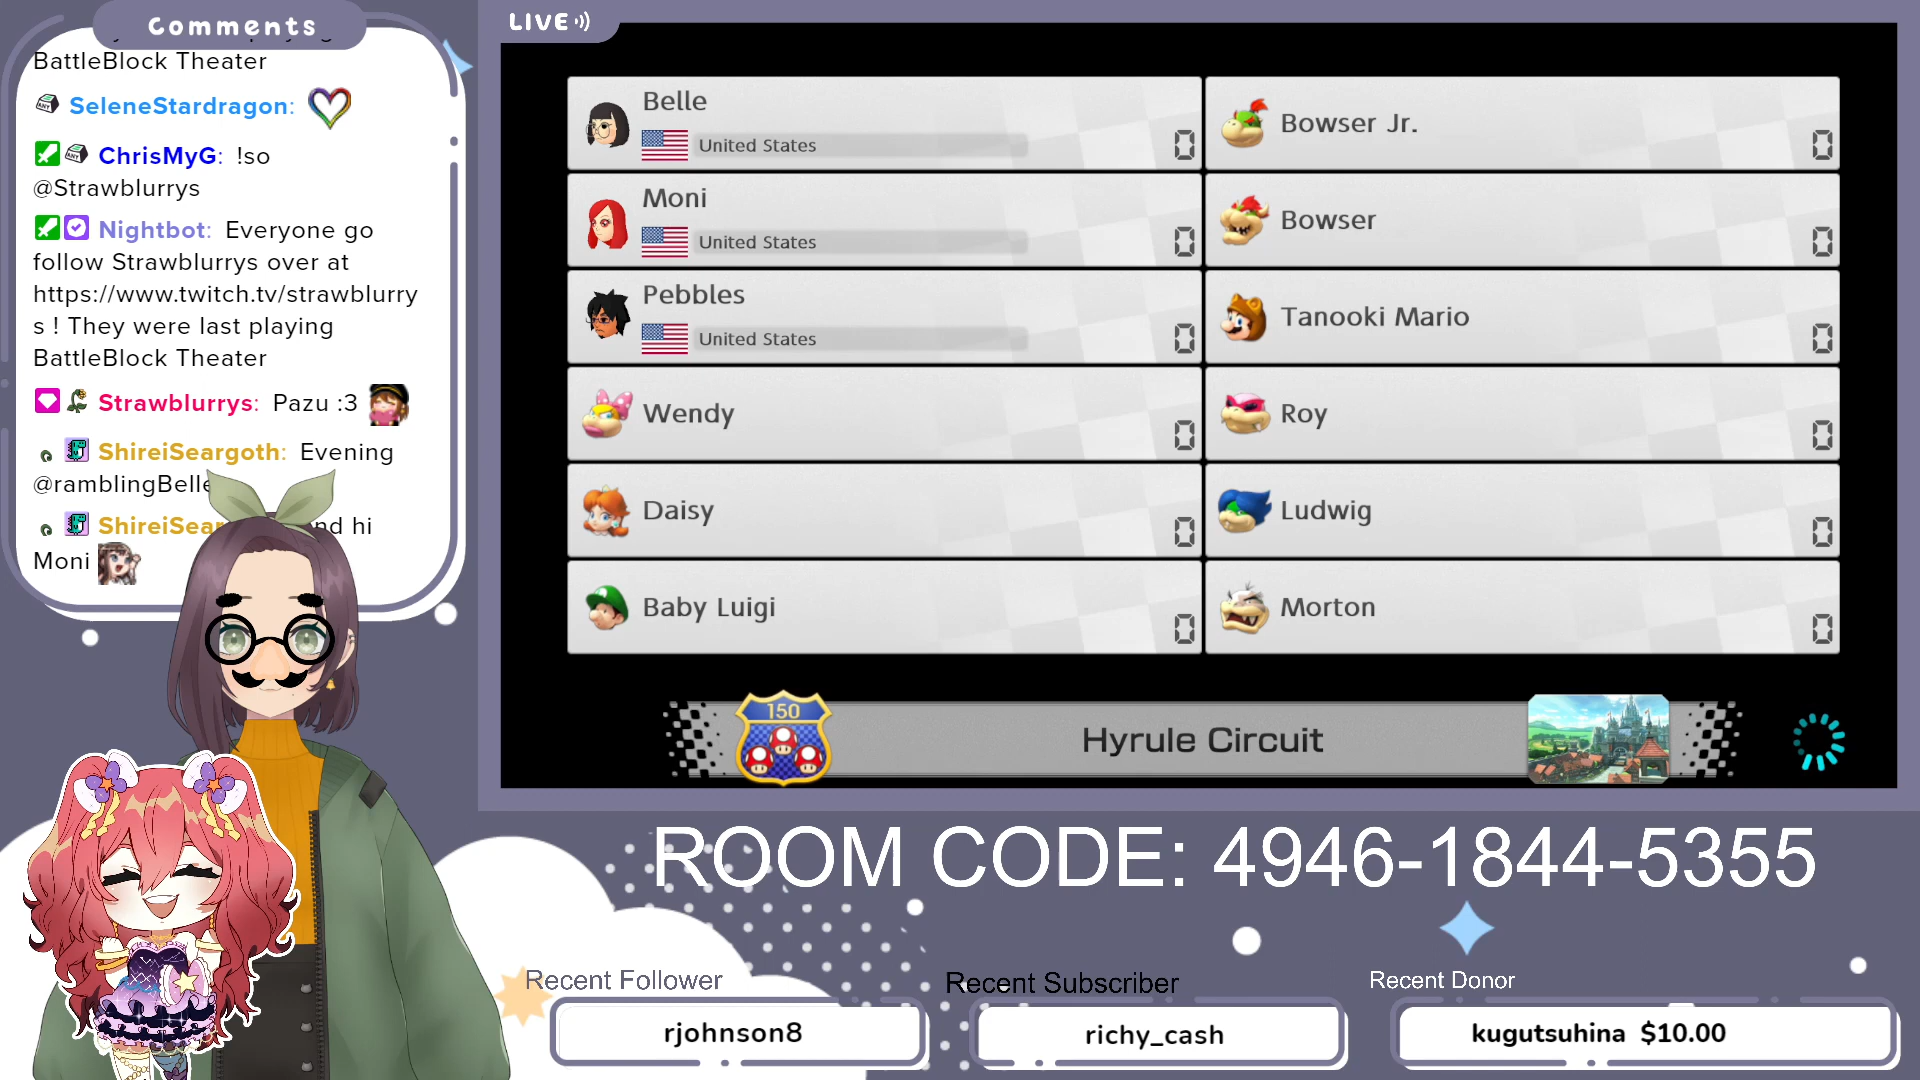 Comments
BattleBlock Theater
SeleneStardragon:
ChrisMyG: !so
@Strawblurrys
Nightbot: Everyone go
follow Strawblurrys over at
https://www.twitch.tv/strawblurry
s ! They were last playing
BattleBlock Theater
Strawblurrys: Pazu :3
ShireiSeargoth: Evening
@ramblingBelle
hi
Moni
LIVE
Belle
United States
0
Moni
United States
0
Pebbles
United States
0
Wendy
0
Daisy
0
Baby Luigi
0
Bowser Jr.
0
Bowser
0
Tanooki Mario
0
Roy
0
Ludwig
0
Morton
0
150
Hyrule Circuit
ROOM CODE: 4946-1844-5355
Recent Follower
rjohnson8
Recent Subscriber
richy_cash
Recent Donor
kugutsuhina $10.00